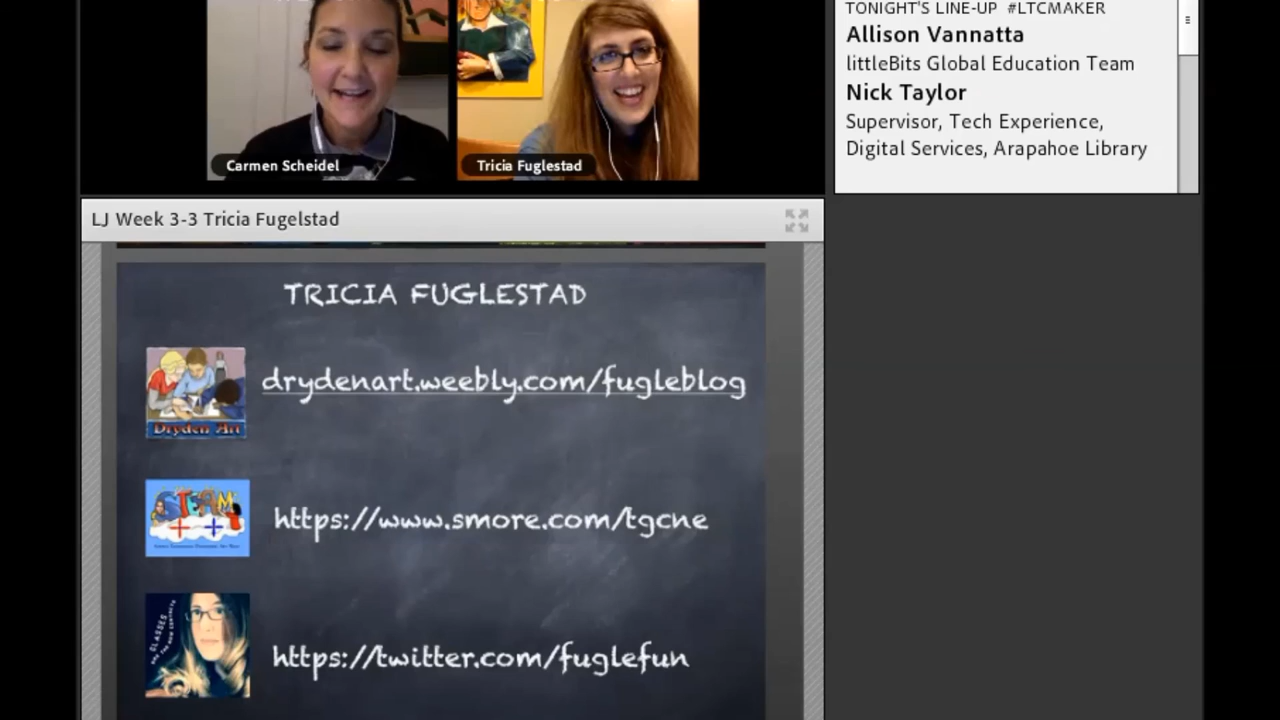 TONIGHT'S LINE-UP #LTCMAKER
Allison Vannatta
littleBits Global Education Team
Nick Taylor
Supervisor, Tech Experience,
Digital Services, Arapahoe Library
Carmen Scheidel
Tricia Fuglestad
LJ Week 3-3 Tricia Fugelstad
TRICIA FUGLESTAD
drydenart.weebly.com/fugleblog
Dryden Art
STEAM
https://www.smore.com/tgcne
GLASSES
https://twitter.com/fuglefun